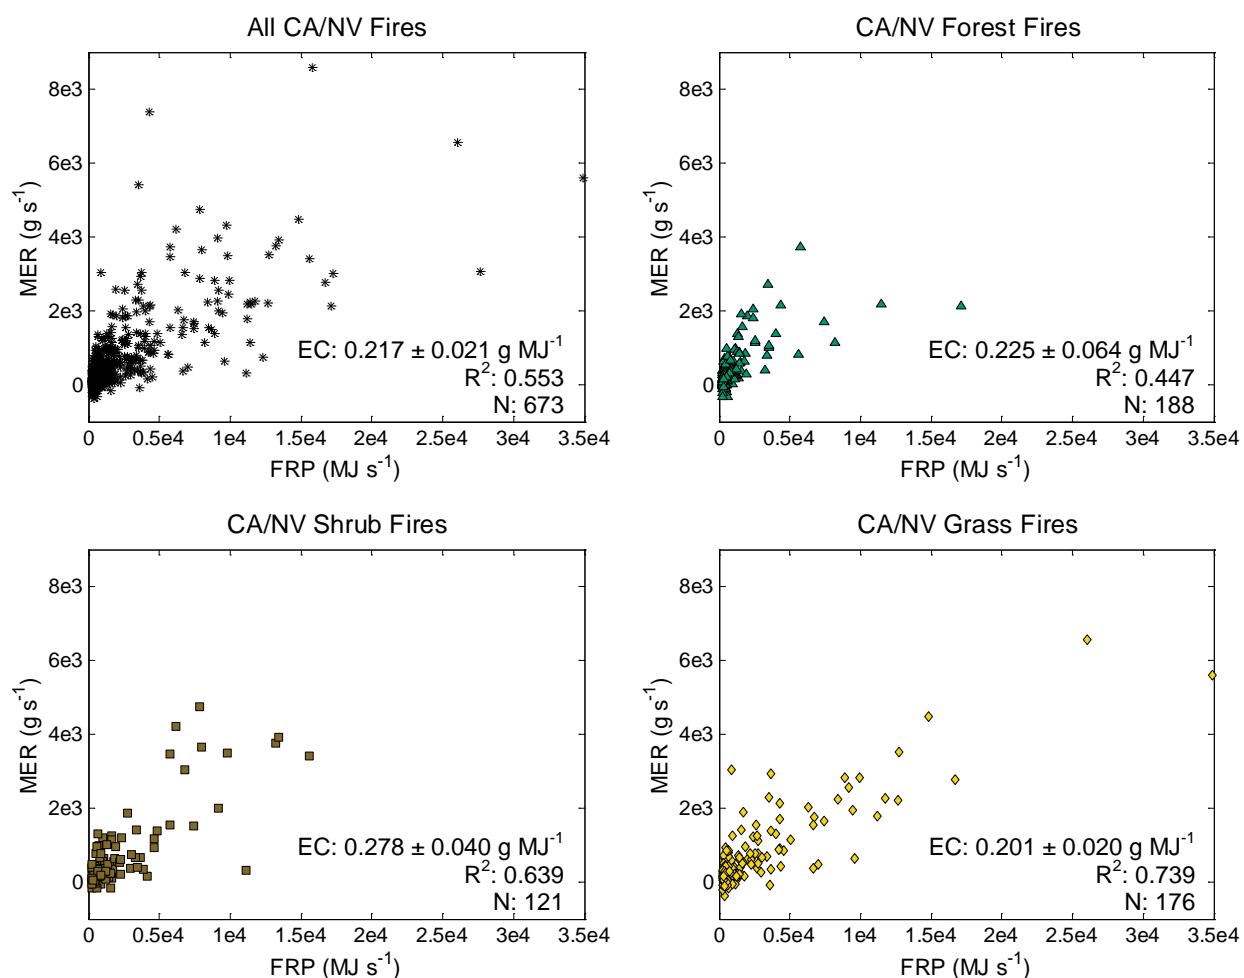 All CA/NV Fires
8e3
6e3
4e3
2e3
0
MER (g s⁻¹)
EC: 0.217 ± 0.021 g MJ⁻¹
R²: 0.553
N: 673
0 0.5e4 1e4 1.5e4 2e4 2.5e4 3e4 3.5e4
FRP (MJ s⁻¹)
CA/NV Forest Fires
8e3
6e3
4e3
2e3
0
MER (g s⁻¹)
EC: 0.225 ± 0.064 g MJ⁻¹
R²: 0.447
N: 188
0 0.5e4 1e4 1.5e4 2e4 2.5e4 3e4 3.5e4
FRP (MJ s⁻¹)
CA/NV Shrub Fires
8e3
6e3
4e3
2e3
0
MER (g s⁻¹)
EC: 0.278 ± 0.040 g MJ⁻¹
R²: 0.639
N: 121
0 0.5e4 1e4 1.5e4 2e4 2.5e4 3e4 3.5e4
FRP (MJ s⁻¹)
CA/NV Grass Fires
8e3
6e3
4e3
2e3
0
MER (g s⁻¹)
EC: 0.201 ± 0.020 g MJ⁻¹
R²: 0.739
N: 176
0 0.5e4 1e4 1.5e4 2e4 2.5e4 3e4 3.5e4
FRP (MJ s⁻¹)